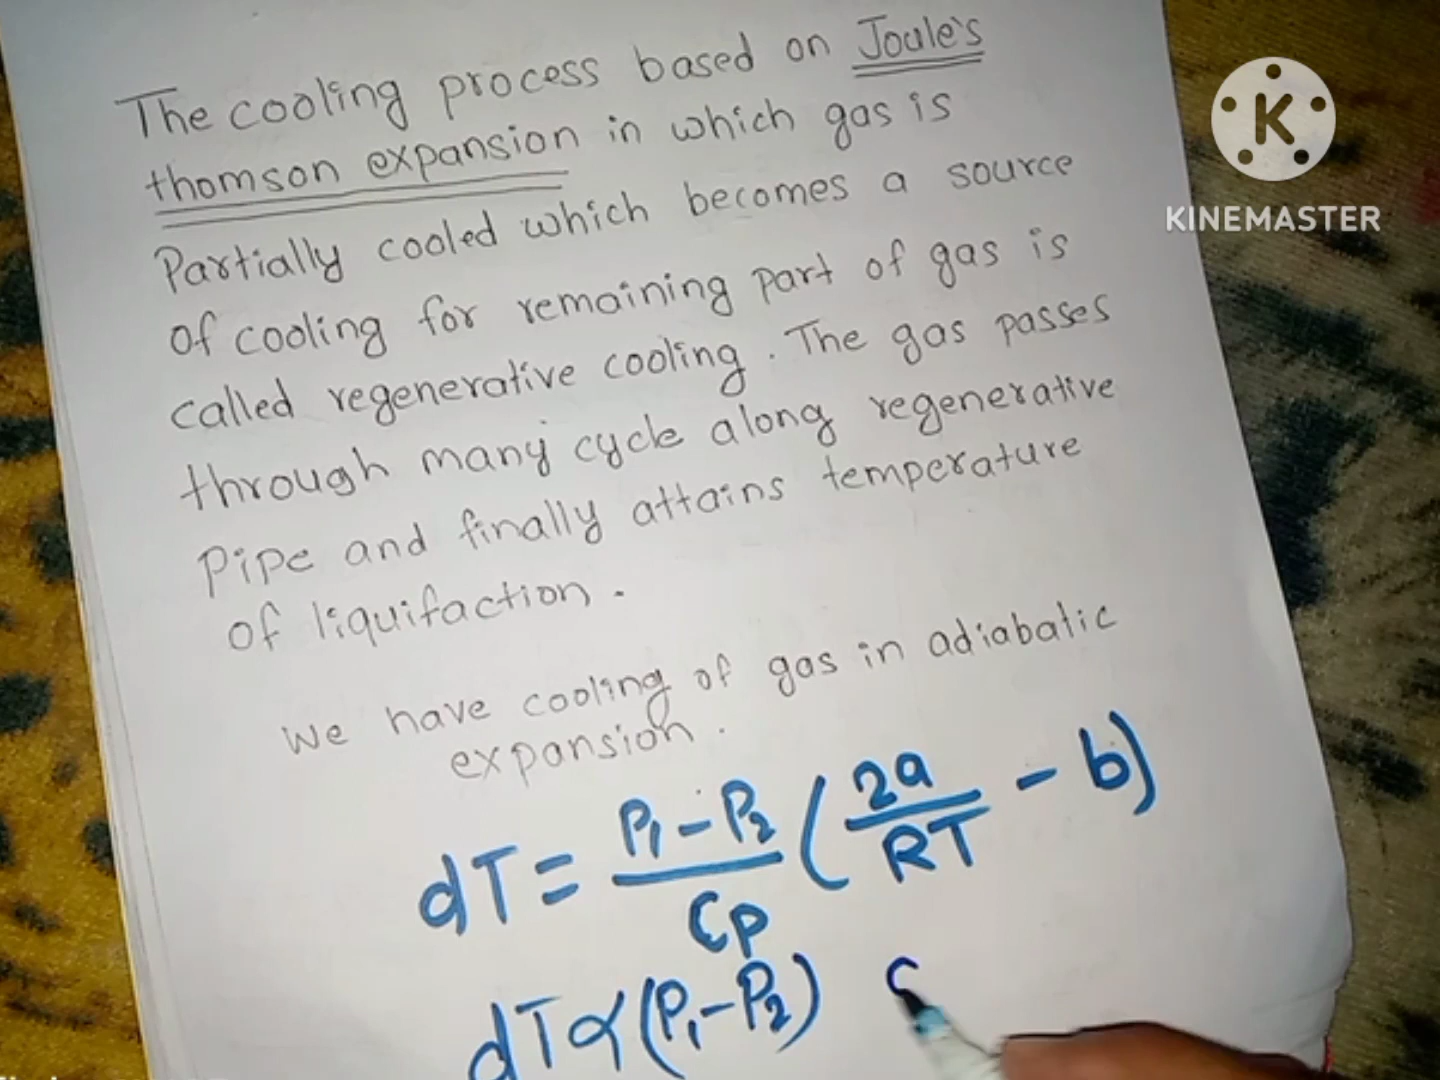 The cooling process based on Joule's
thomson expansion in which gas is
Partially cooled which becomes a source
of cooling for remaining part of gas is
called regenerative cooling. The gas passes
through many cycle along regenerative
pipe and finally attains temperature
of liquifaction.
We have cooling of gas in adiabatic
expansion.
dT = P₁ - P₂ / Cp ( 2a / RT - b )
dT ∝ (P₁ - P₂)
K
KINEMASTER